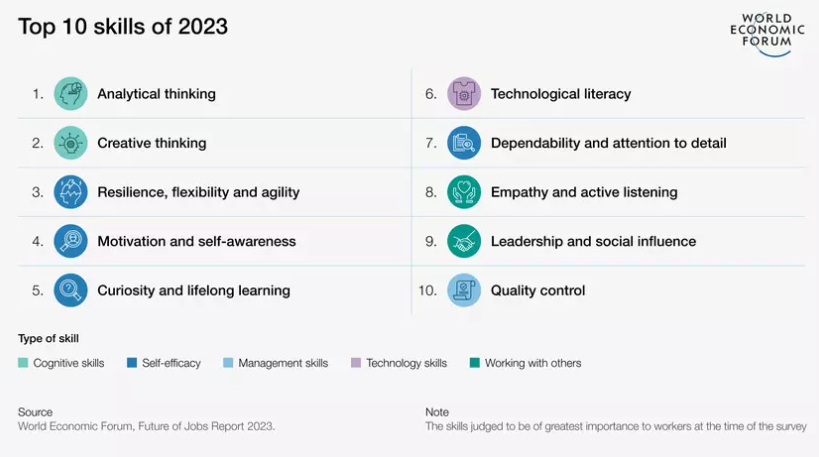 Top 10 skills of 2023
WORLD
ECONOMIC
FORUM
1. Analytical thinking
2. Creative thinking
3. Resilience, flexibility and agility
4. Motivation and self-awareness
5. Curiosity and lifelong learning
6. Technological literacy
7. Dependability and attention to detail
8. Empathy and active listening
9. Leadership and social influence
10. Quality control
Type of skill
Cognitive skills
Self-efficacy
Management skills
Technology skills
Working with others
Source
World Economic Forum, Future of Jobs Report 2023.
Note
The skills judged to be of greatest importance to workers at the time of the survey